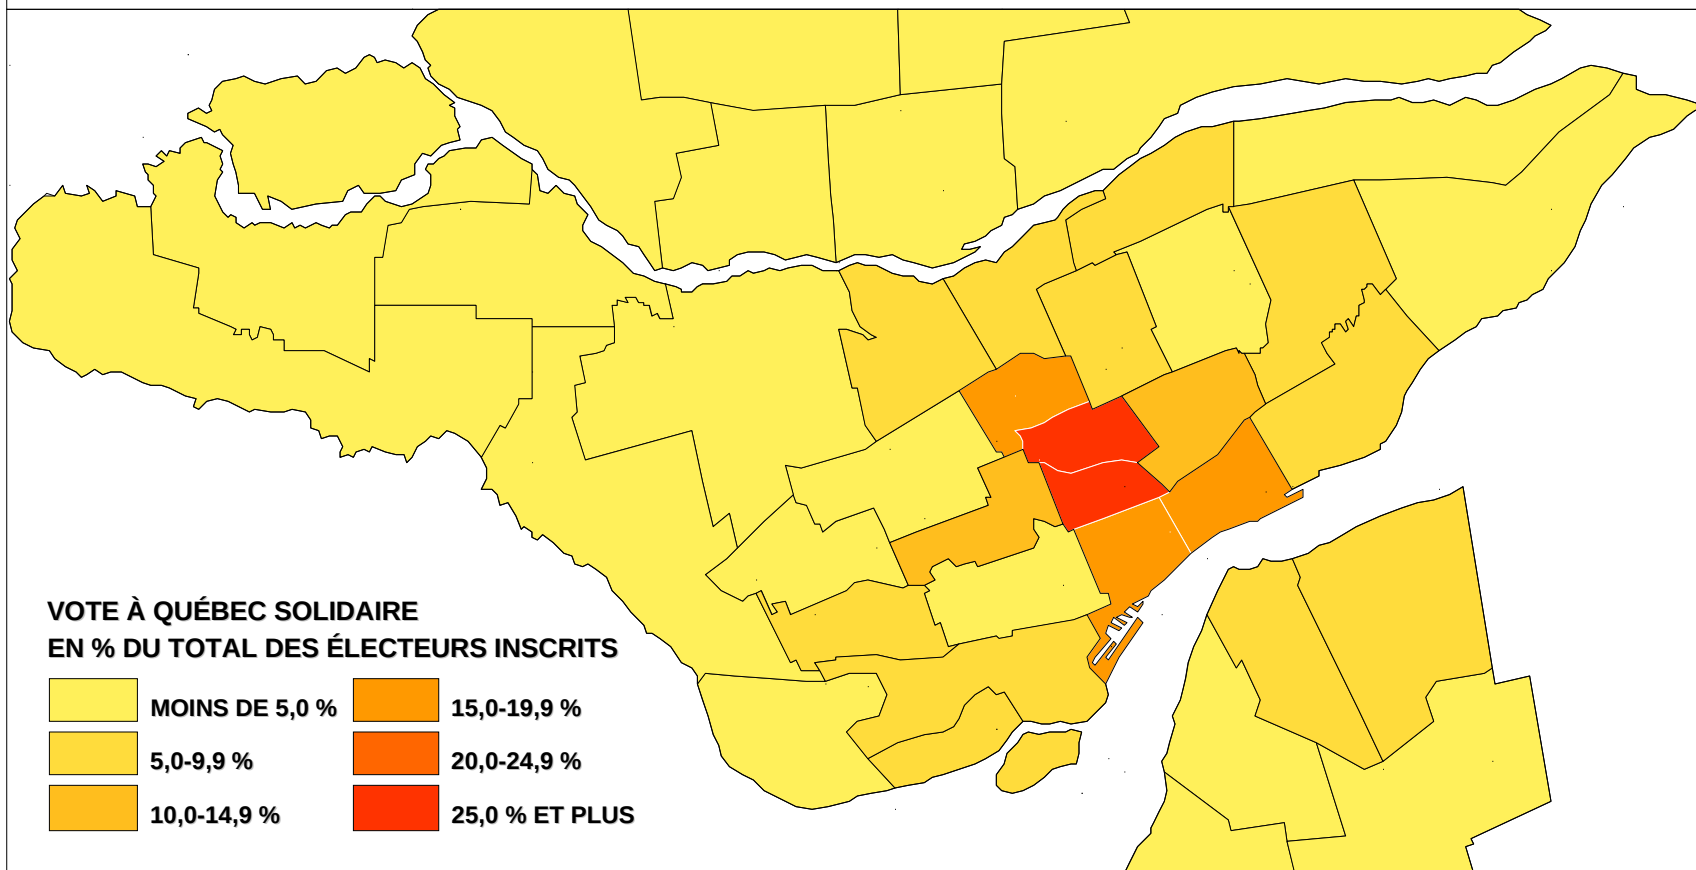 VOTE À QUÉBEC SOLIDAIRE
EN % DU TOTAL DES ÉLECTEURS INSCRITS
MOINS DE 5,0 %
5,0-9,9 %
10,0-14,9 %
15,0-19,9 %
20,0-24,9 %
25,0 % ET PLUS